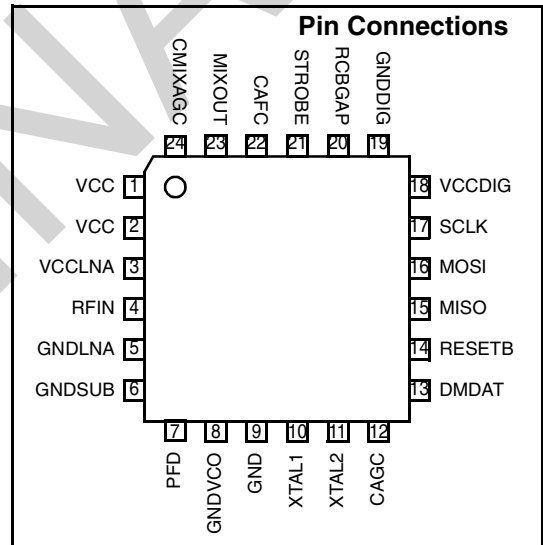 Pin Connections
CMIXAGC
MIXOUT
CAFC
STROBE
RCBGAP
GNDDIG
24 23 22 21 20 19
VCC 1
VCC 2
VCCLNA 3
RFIN 4
GNDLNA 5
GNDSUB 6
18 VCCDIG
17 SCLK
16 MOSI
15 MISO
14 RESETB
13 DMDAT
7 8 9 10 11 12
PFD
GNDVCO
GND
XTAL1
XTAL2
CAGC